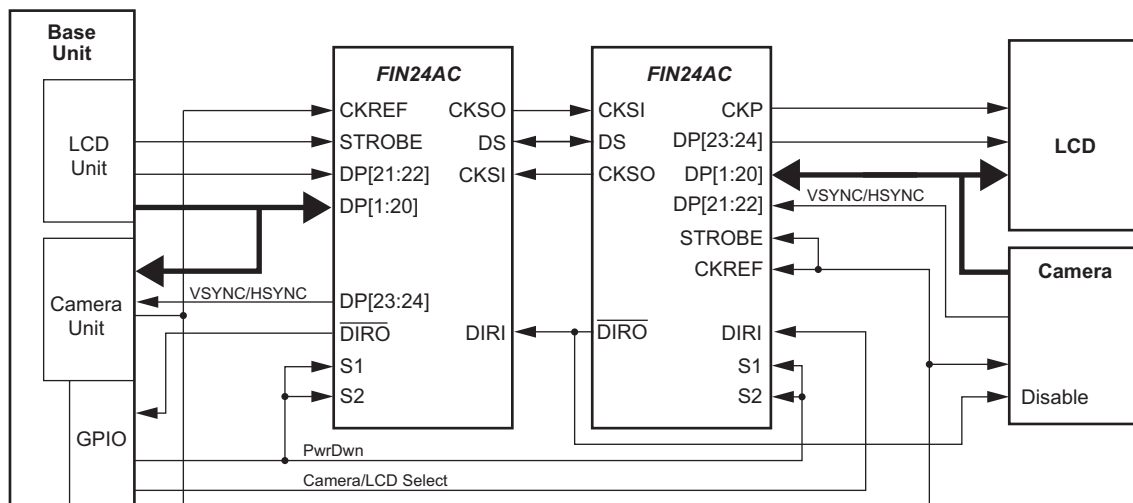 Base
Unit
LCD
Unit
Camera
Unit
GPIO
FIN24AC
CKREF
STROBE
DP[21:22]
DP[1:20]
DP[23:24]
DIRO
S1
S2
CKSO
DS
CKSI
DIRI
VSYNC/HSYNC
PwrDwn
Camera/LCD Select
FIN24AC
CKSI
DS
CKSO
DIRO
CKP
DP[23:24]
DP[1:20]
DP[21:22]
STROBE
CKREF
DIRI
S1
S2
VSYNC/HSYNC
LCD
Camera
Disable